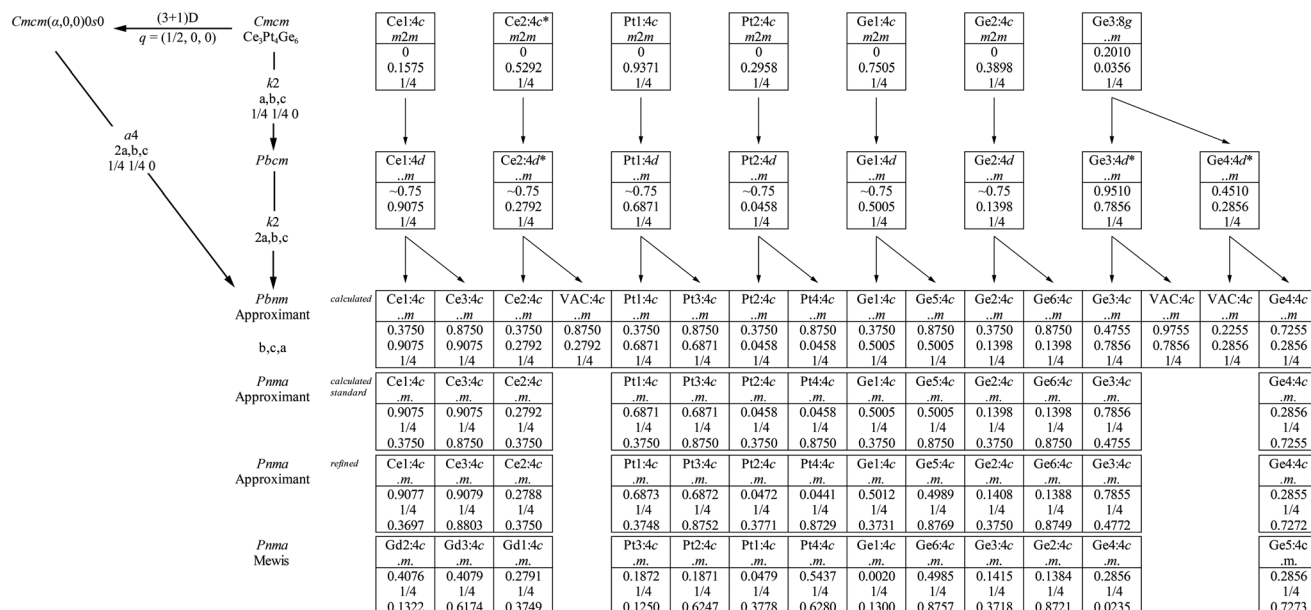 Cmcm(α,0,0)0s0 (3+1)D Cmcm Ce1:4c Ce2:4c* Pt1:4c Pt2:4c Ge1:4c Ge2:4c Ge3:8g
q = (1/2, 0, 0) Ce3Pt4Ge6 m2m m2m m2m m2m m2m m2m ..m
0 0 0 0 0 0 0.2010
0.1575 0.5292 0.9371 0.2958 0.7505 0.3898 0.0356
1/4 1/4 1/4 1/4 1/4 1/4 1/4
k2
a,b,c
1/4 1/4 0
a4
2a,b,c
1/4 1/4 0
Pbcm Ce1:4d Ce2:4d* Pt1:4d Pt2:4d Ge1:4d Ge2:4d Ge3:4d* Ge4:4d*
..m ..m ..m ..m ..m ..m ..m ..m
~0.75 ~0.75 ~0.75 ~0.75 ~0.75 ~0.75 0.9510 0.4510
0.9075 0.2792 0.6871 0.0458 0.5005 0.1398 0.7856 0.2856
1/4 1/4 1/4 1/4 1/4 1/4 1/4 1/4
k2
2a,b,c
Pbnm calculated Ce1:4c Ce3:4c Ce2:4c VAC:4c Pt1:4c Pt3:4c Pt2:4c Pt4:4c Ge1:4c Ge5:4c Ge2:4c Ge6:4c Ge3:4c VAC:4c VAC:4c Ge4:4c
Approximant ..m ..m ..m ..m ..m ..m ..m ..m ..m ..m ..m ..m ..m ..m ..m ..m
0.3750 0.8750 0.3750 0.8750 0.3750 0.8750 0.3750 0.8750 0.3750 0.8750 0.3750 0.8750 0.4755 0.9755 0.2255 0.7255
b,c,a 0.9075 0.9075 0.2792 0.2792 0.6871 0.6871 0.0458 0.0458 0.5005 0.5005 0.1398 0.1398 0.7856 0.7856 0.2856 0.2856
1/4 1/4 1/4 1/4 1/4 1/4 1/4 1/4 1/4 1/4 1/4 1/4 1/4 1/4 1/4 1/4
Pnma calculated Ce1:4c Ce3:4c Ce2:4c Pt1:4c Pt3:4c Pt2:4c Pt4:4c Ge1:4c Ge5:4c Ge2:4c Ge6:4c Ge3:4c Ge4:4c
Approximant standard .m. .m. .m. .m. .m. .m. .m. .m. .m. .m. .m. .m. .m.
0.9075 0.9075 0.2792 0.6871 0.6871 0.0458 0.0458 0.5005 0.5005 0.1398 0.1398 0.7856 0.2856
1/4 1/4 1/4 1/4 1/4 1/4 1/4 1/4 1/4 1/4 1/4 1/4 1/4
0.3750 0.8750 0.3750 0.3750 0.8750 0.3750 0.8750 0.3750 0.8750 0.3750 0.8750 0.4755 0.7255
Pnma refined Ce1:4c Ce3:4c Ce2:4c Pt1:4c Pt3:4c Pt2:4c Pt4:4c Ge1:4c Ge5:4c Ge2:4c Ge6:4c Ge3:4c Ge4:4c
Approximant .m. .m. .m. .m. .m. .m. .m. .m. .m. .m. .m. .m. .m.
0.9077 0.9079 0.2788 0.6873 0.6872 0.0472 0.0441 0.5012 0.4989 0.1408 0.1388 0.7855 0.2855
1/4 1/4 1/4 1/4 1/4 1/4 1/4 1/4 1/4 1/4 1/4 1/4 1/4
0.3697 0.8803 0.3750 0.3748 0.8752 0.3771 0.8729 0.3731 0.8769 0.3750 0.8749 0.4772 0.7272
Pnma Gd2:4c Gd3:4c Gd1:4c Pt3:4c Pt2:4c Pt1:4c Pt4:4c Ge1:4c Ge6:4c Ge3:4c Ge2:4c Ge4:4c Ge5:4c
Mewis .m. .m. .m. .m. .m. .m. .m. .m. .m. .m. .m. .m. .m.
0.4076 0.4079 0.2791 0.1872 0.1871 0.0479 0.5437 0.0020 0.4985 0.1415 0.1384 0.2856 0.2856
1/4 1/4 1/4 1/4 1/4 1/4 1/4 1/4 1/4 1/4 1/4 1/4 1/4
0.1322 0.6174 0.3749 0.1250 0.6247 0.3778 0.6280 0.1300 0.8757 0.3718 0.8721 0.0235 0.7273